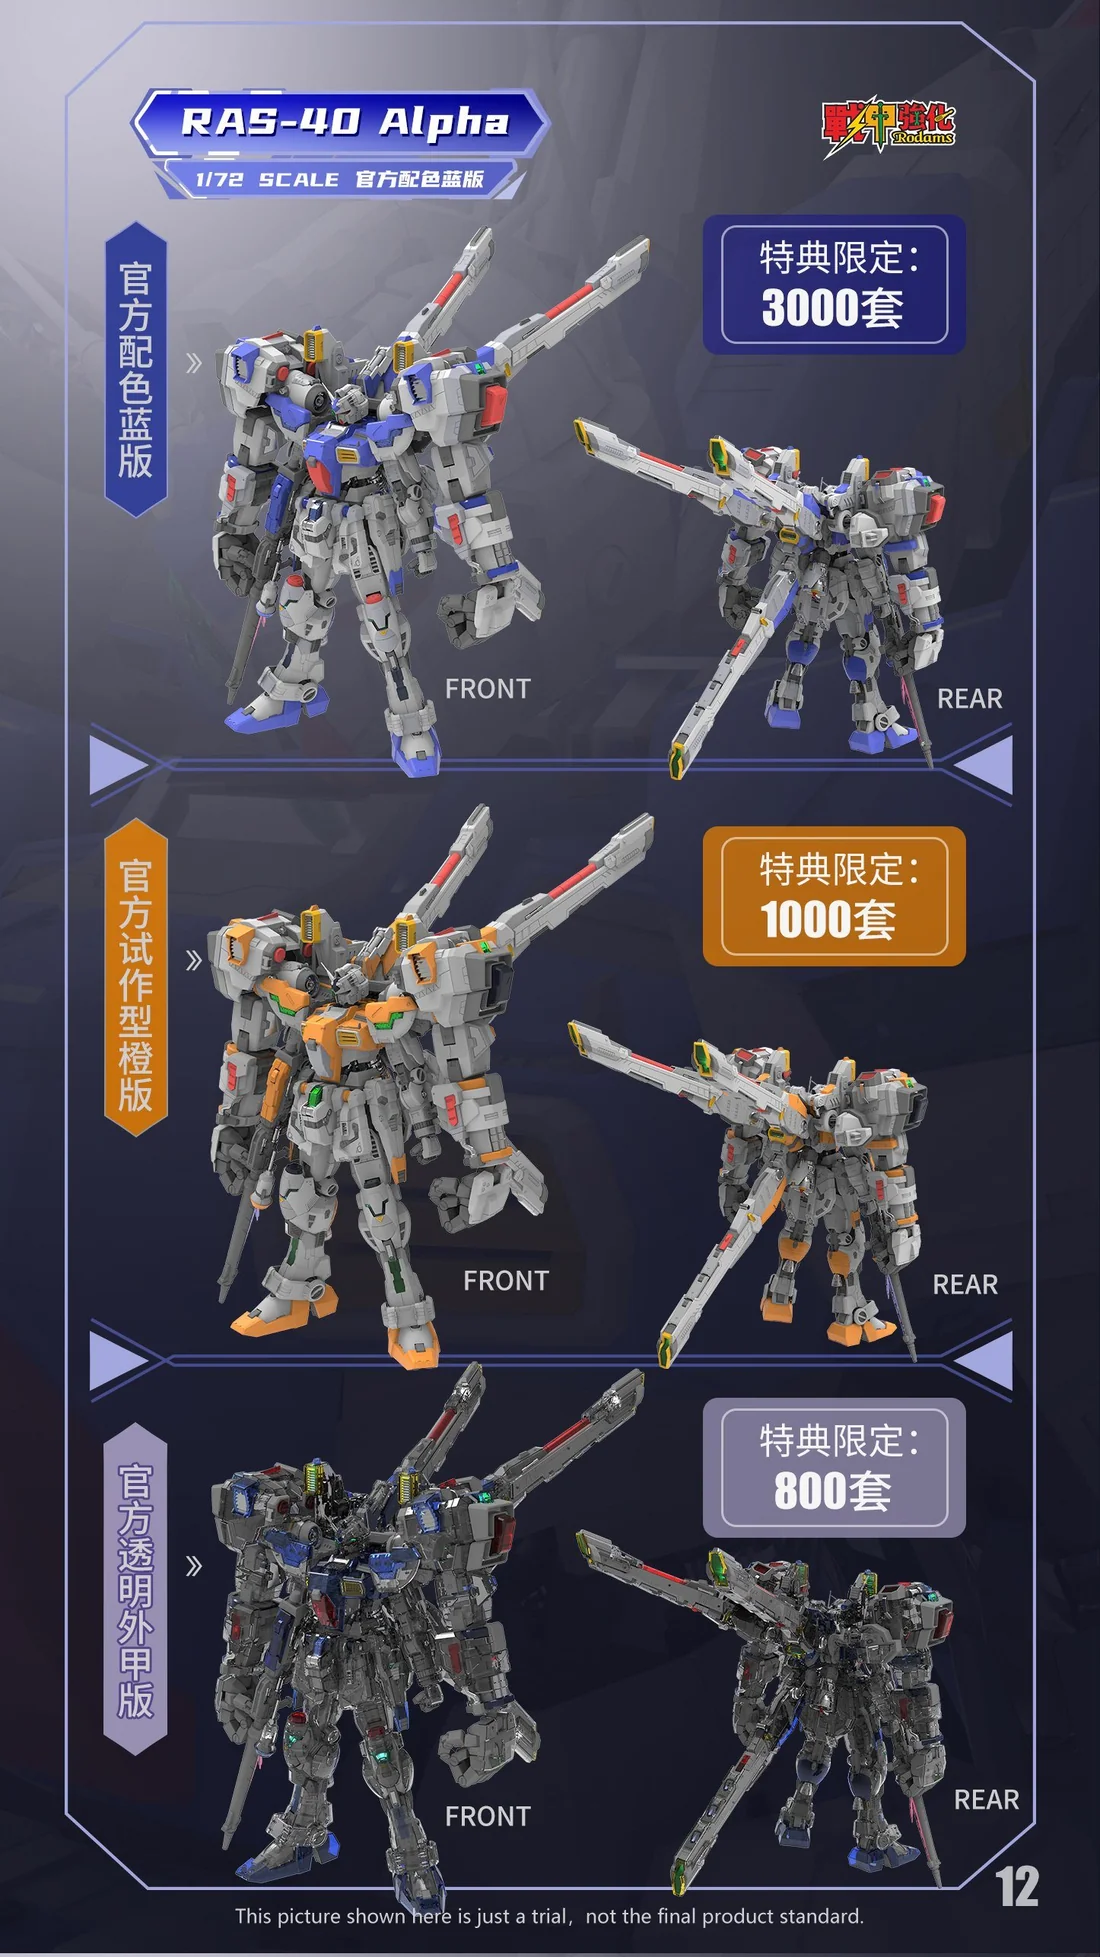 RAS-40 Alpha
1/72 SCALE 官方配色蓝版
戰甲強化
Rodams
官方配色蓝版
特典限定：
3000套
FRONT
REAR
官方试作型橙版
特典限定：
1000套
FRONT
REAR
官方透明外甲版
特典限定：
800套
FRONT
REAR
12
This picture shown here is just a trial，not the final product standard.